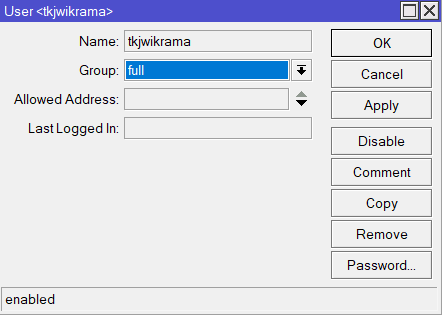 User <tkjwikrama>
Name: tkjwikrama
Group: full
Allowed Address:
Last Logged In:
OK
Cancel
Apply
Disable
Comment
Copy
Remove
Password...
enabled